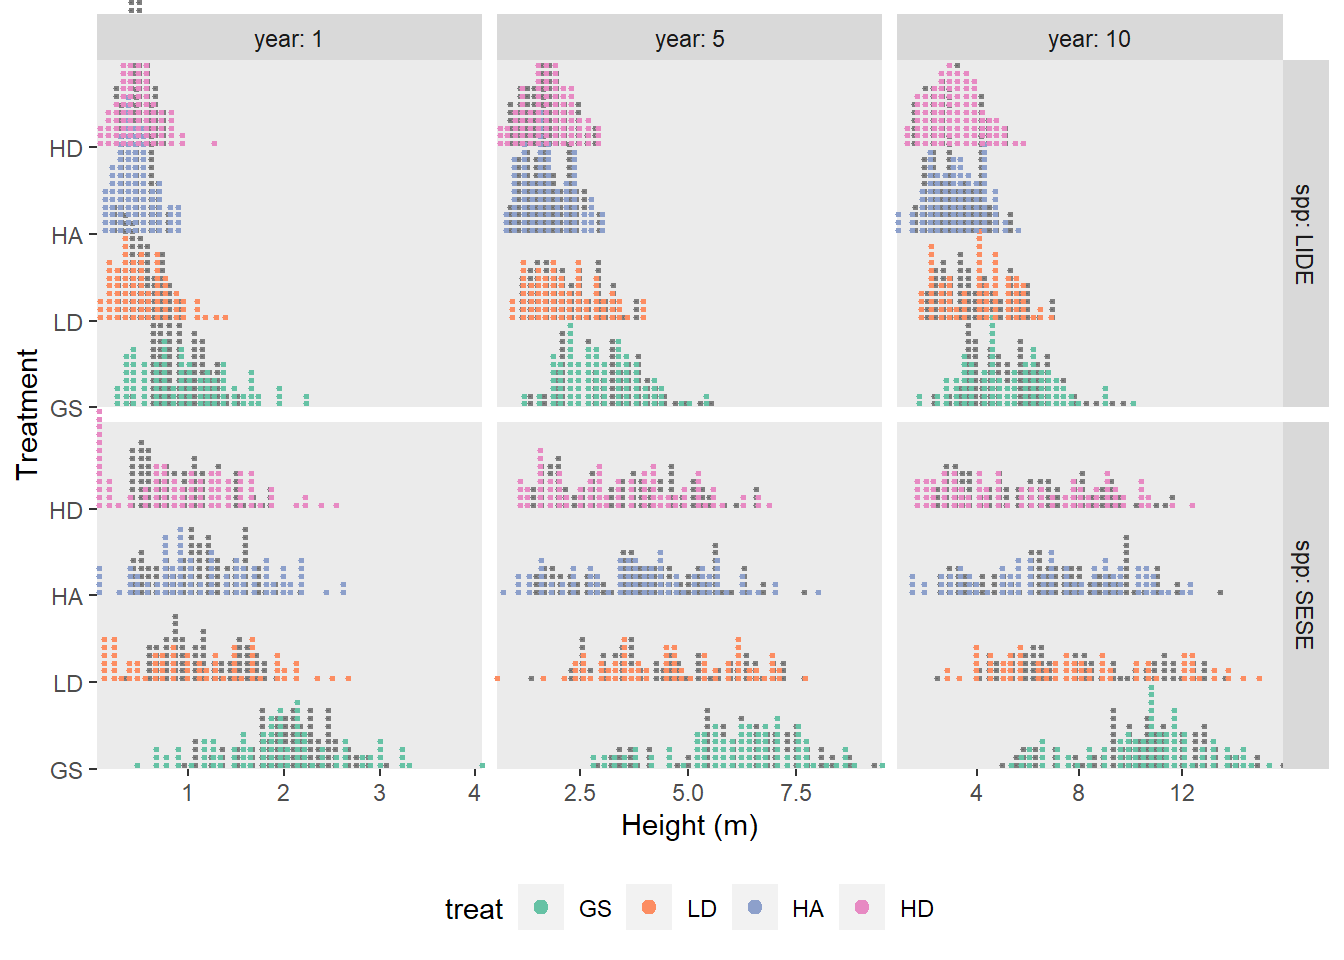 year: 1
year: 5
year: 10
spp: LIDE
HD
HA
LD
GS
spp: SESE
HD
HA
LD
GS
Treatment
1 2 3 4
2.5 5.0 7.5
4 8 12
Height (m)
treat GS LD HA HD